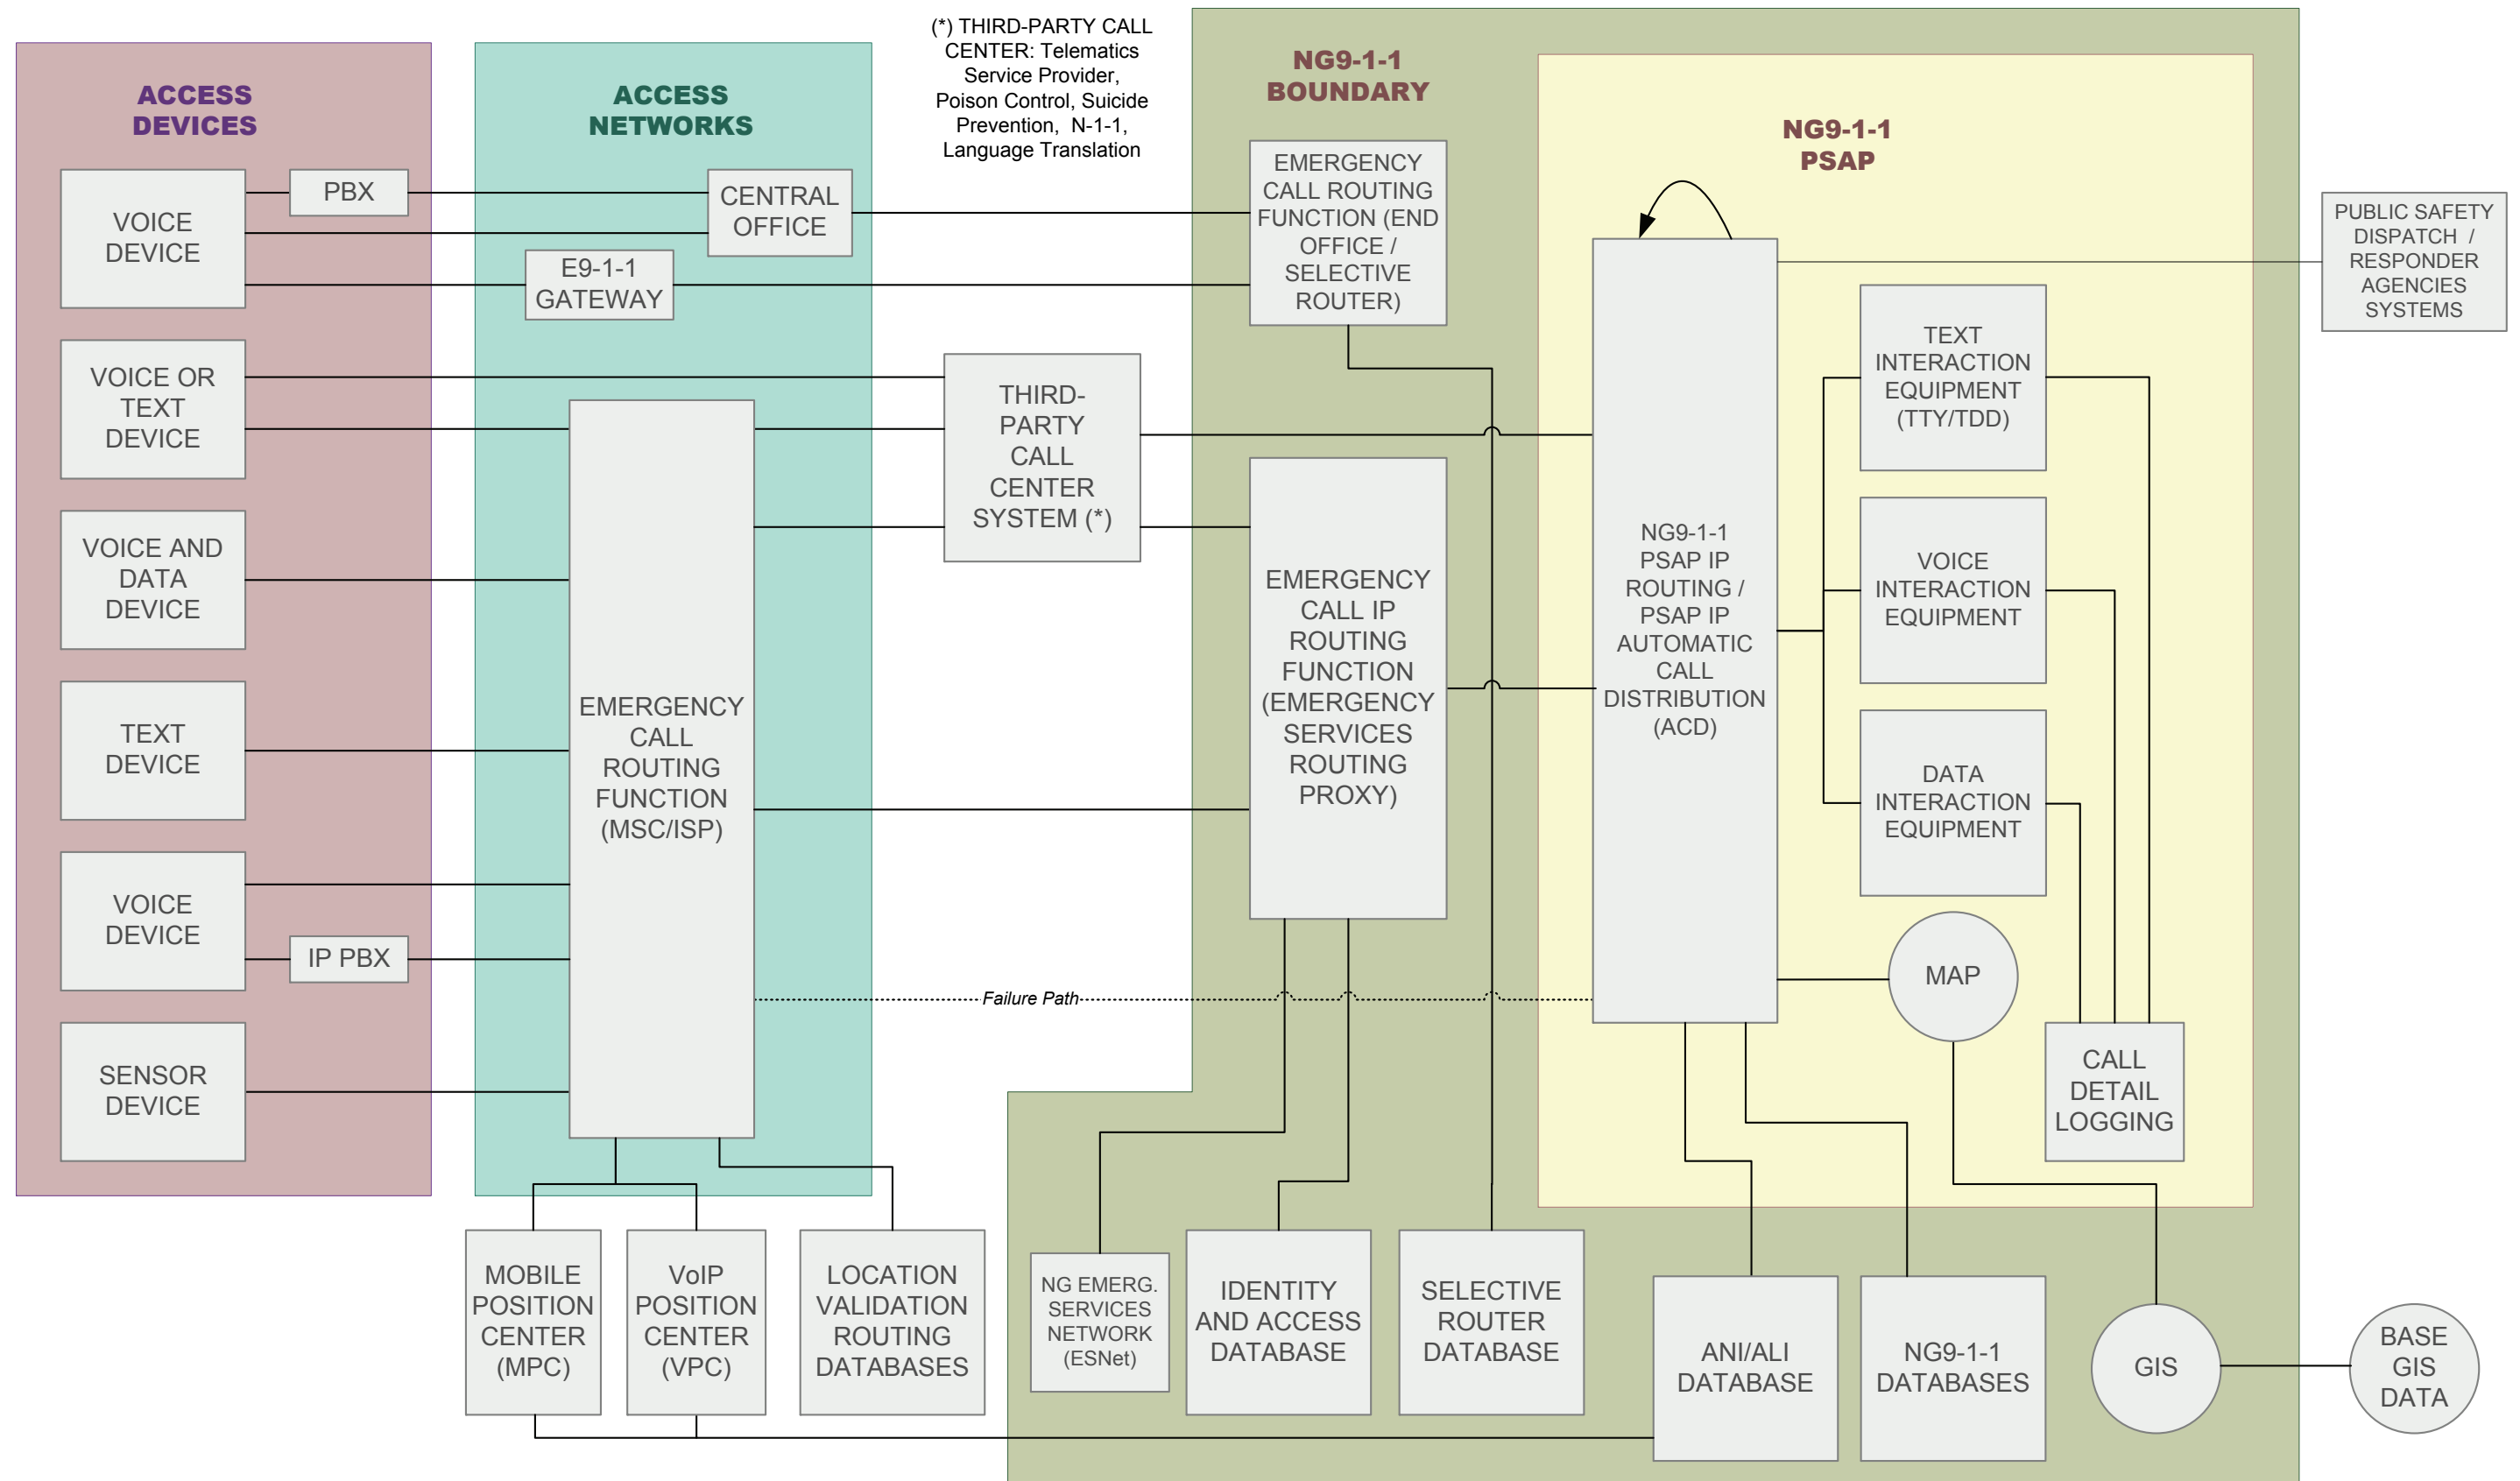 (*) THIRD-PARTY CALL
CENTER: Telematics
Service Provider,
Poison Control, Suicide
Prevention, N-1-1,
Language Translation
ACCESS
DEVICES
VOICE
DEVICE
PBX
VOICE OR
TEXT
DEVICE
VOICE AND
DATA
DEVICE
TEXT
DEVICE
VOICE
DEVICE
IP PBX
SENSOR
DEVICE
ACCESS
NETWORKS
CENTRAL
OFFICE
E9-1-1
GATEWAY
EMERGENCY
CALL
ROUTING
FUNCTION
(MSC/ISP)
THIRD-
PARTY
CALL
CENTER
SYSTEM (*)
Failure Path
MOBILE
POSITION
CENTER
(MPC)
VoIP
POSITION
CENTER
(VPC)
LOCATION
VALIDATION
ROUTING
DATABASES
NG9-1-1
BOUNDARY
EMERGENCY
CALL ROUTING
FUNCTION (END
OFFICE /
SELECTIVE
ROUTER)
EMERGENCY
CALL IP
ROUTING
FUNCTION
(EMERGENCY
SERVICES
ROUTING
PROXY)
NG EMERG.
SERVICES
NETWORK
(ESNet)
IDENTITY
AND ACCESS
DATABASE
SELECTIVE
ROUTER
DATABASE
NG9-1-1
PSAP
NG9-1-1
PSAP IP
ROUTING /
PSAP IP
AUTOMATIC
CALL
DISTRIBUTION
(ACD)
TEXT
INTERACTION
EQUIPMENT
(TTY/TDD)
VOICE
INTERACTION
EQUIPMENT
DATA
INTERACTION
EQUIPMENT
MAP
CALL
DETAIL
LOGGING
ANI/ALI
DATABASE
NG9-1-1
DATABASES
GIS
BASE
GIS
DATA
PUBLIC SAFETY
DISPATCH /
RESPONDER
AGENCIES
SYSTEMS